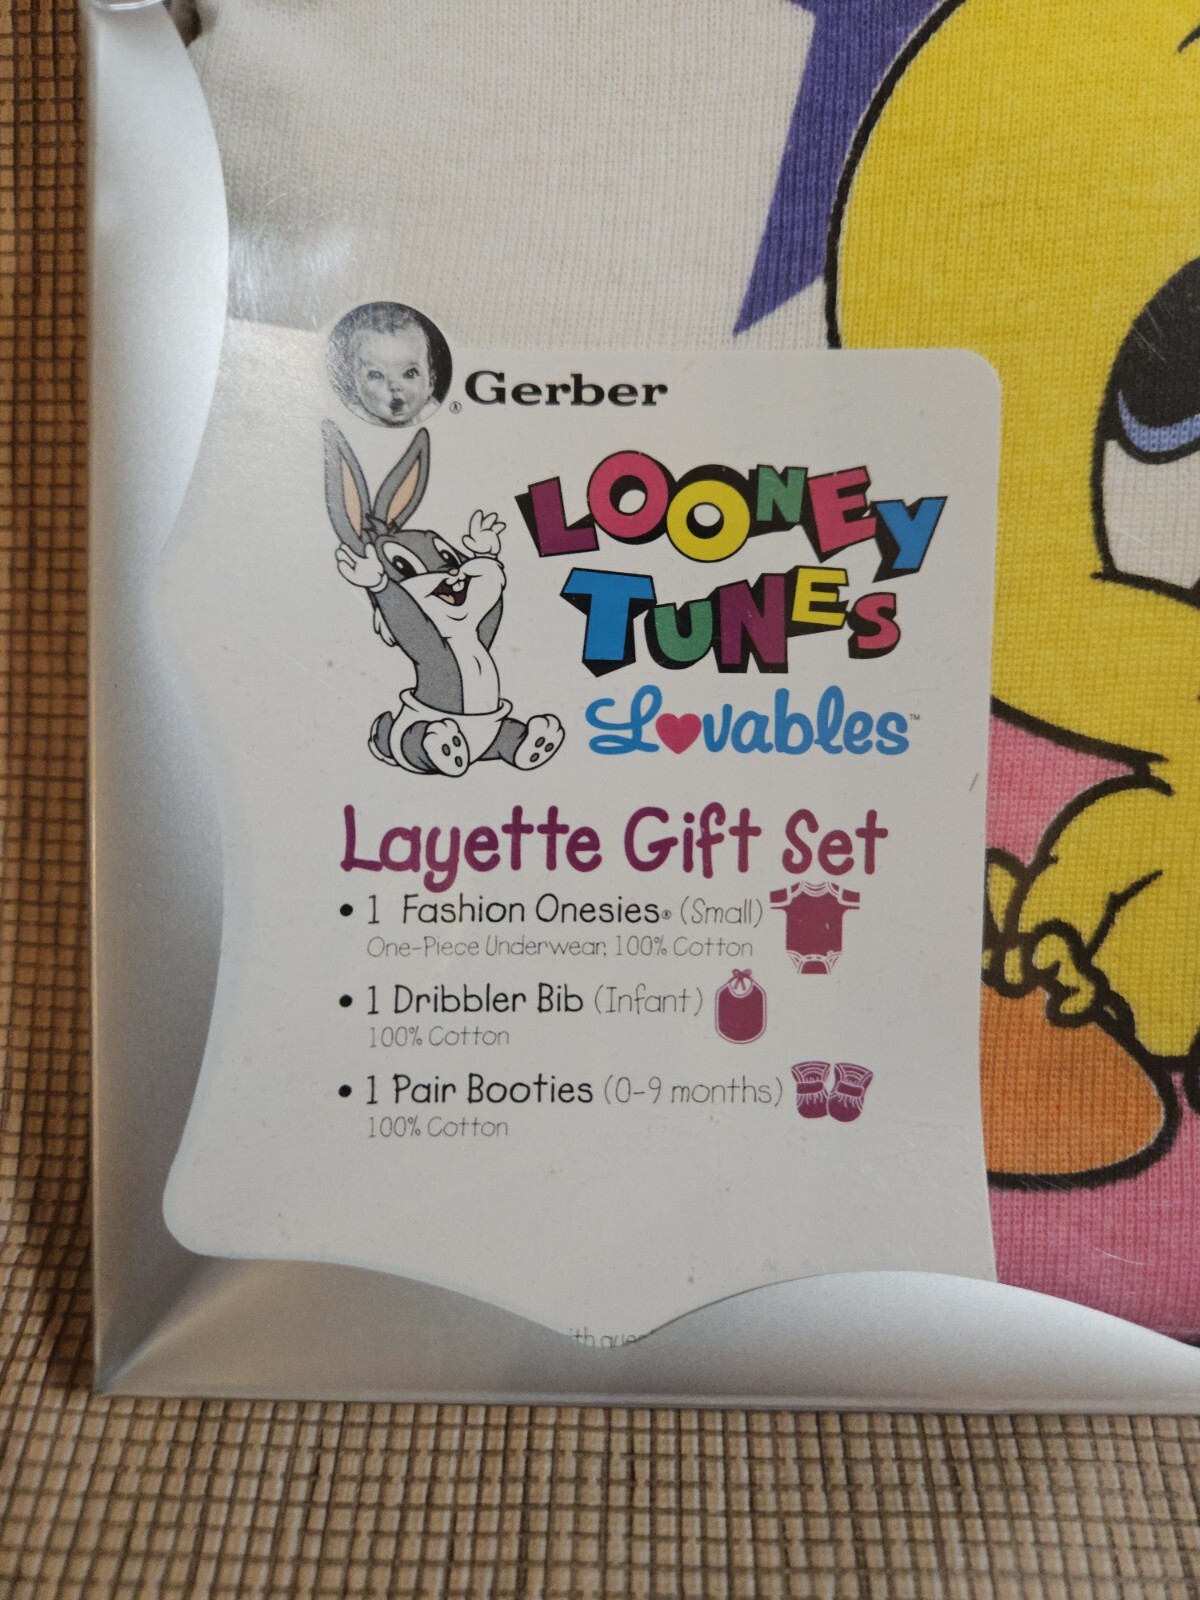 ® Gerber
LOONEY
TUNES
Lovables™
Layette Gift Set
• 1 Fashion Onesies® (Small)
One-Piece Underwear, 100% Cotton
• 1 Dribbler Bib (Infant)
100% Cotton
• 1 Pair Booties (0-9 months)
100% Cotton